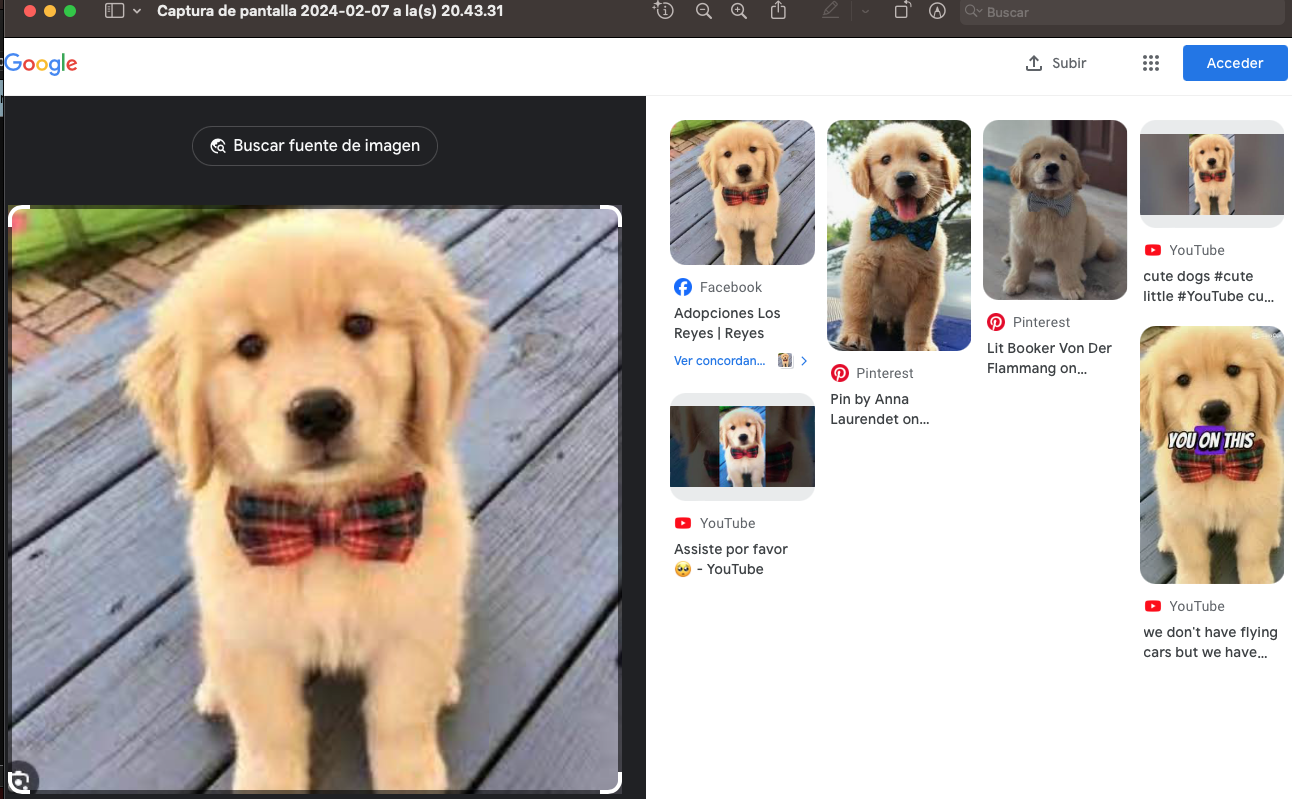 Captura de pantalla 2024-02-07 a la(s) 20.43.31
Buscar
Google
Subir
Acceder
Buscar fuente de imagen
Facebook
Adopciones Los
Reyes | Reyes
Ver concordan...
YouTube
Assiste por favor
🥺 - YouTube
Pinterest
Pin by Anna
Laurendet on...
Pinterest
Lit Booker Von Der
Flammang on...
YouTube
cute dogs #cute
little #YouTube cu...
YOU ON THIS
YouTube
we don't have flying
cars but we have...